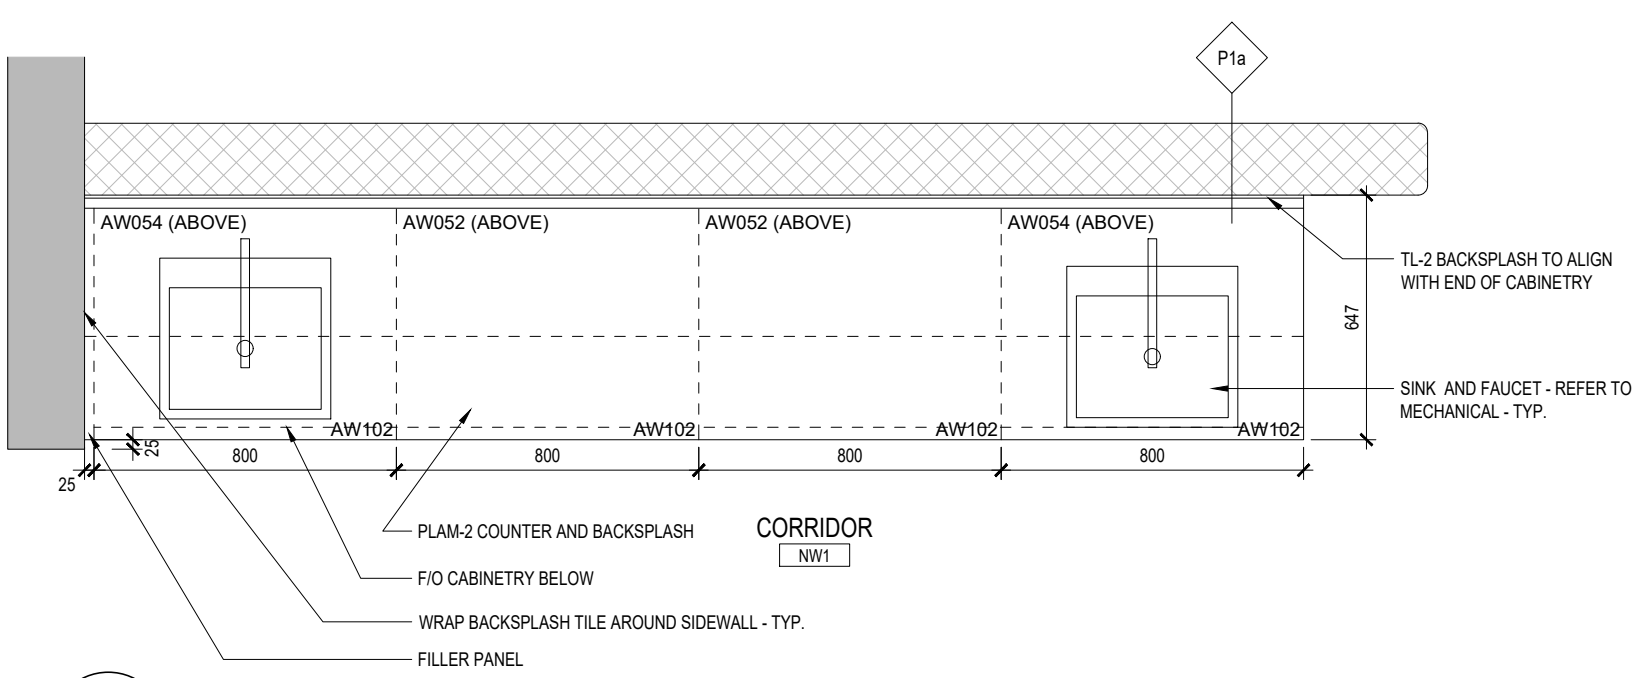 P1a
AW054 (ABOVE)
AW052 (ABOVE)
AW052 (ABOVE)
AW054 (ABOVE)
TL-2 BACKSPLASH TO ALIGN
WITH END OF CABINETRY
647
SINK AND FAUCET - REFER TO
MECHANICAL - TYP.
AW102
AW102
AW102
AW102
25
800
800
800
800
25
PLAM-2 COUNTER AND BACKSPLASH
CORRIDOR
NW1
F/O CABINETRY BELOW
WRAP BACKSPLASH TILE AROUND SIDEWALL - TYP.
FILLER PANEL